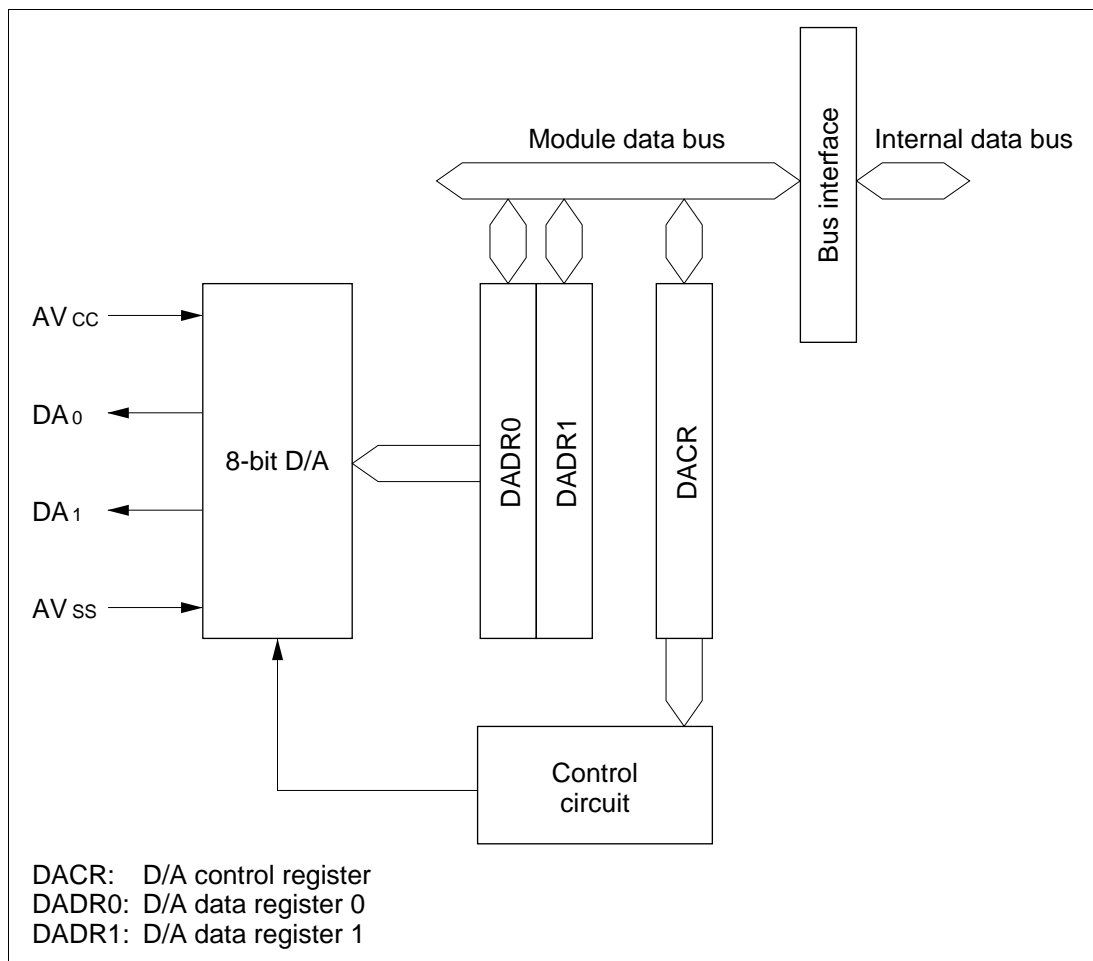 Module data bus
Internal data bus
Bus interface
AVCC
DA0
8-bit D/A
DA1
AVSS
DADR0
DADR1
DACR
Control
circuit
DACR: D/A control register
DADR0: D/A data register 0
DADR1: D/A data register 1